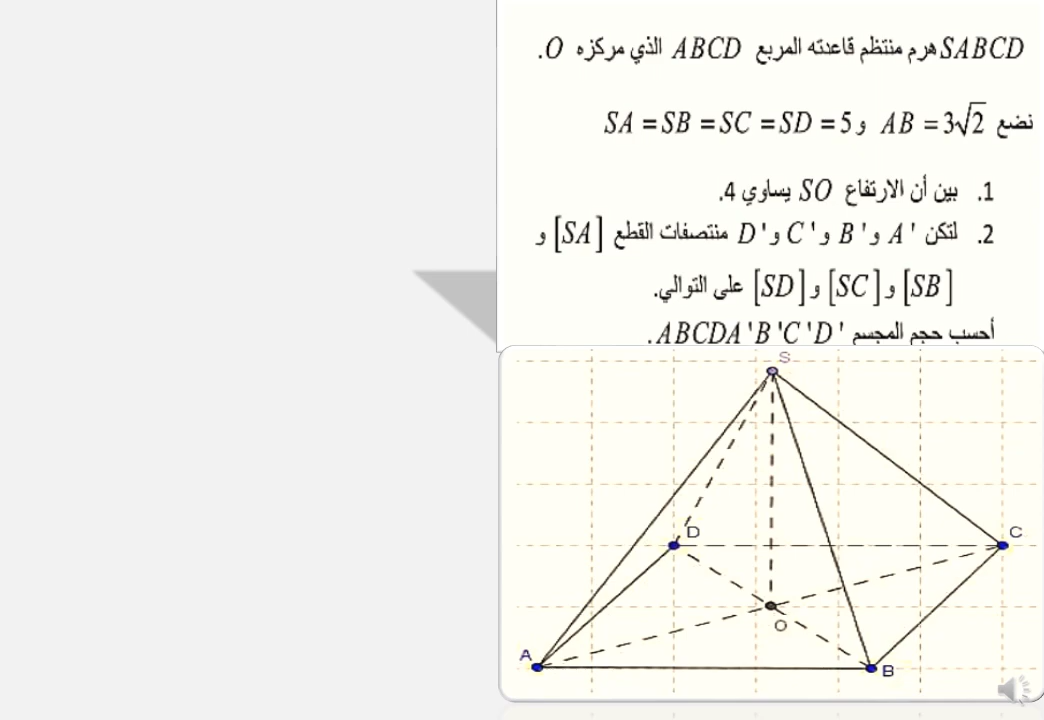 SABCD هرم منتظم قاعدته المربع ABCD الذي مركزه O.
نضع AB = 3√2 و SA = SB = SC = SD = 5
1. بين أن الارتفاع SO يساوي 4.
2. لتكن A' و B' و C' و D' منتصفات القطع [SA] و
[SB] و [SC] و [SD] على التوالي.
أحسب حجم المجسم ABCDA'B'C'D'.
S
D
C
O
A
B